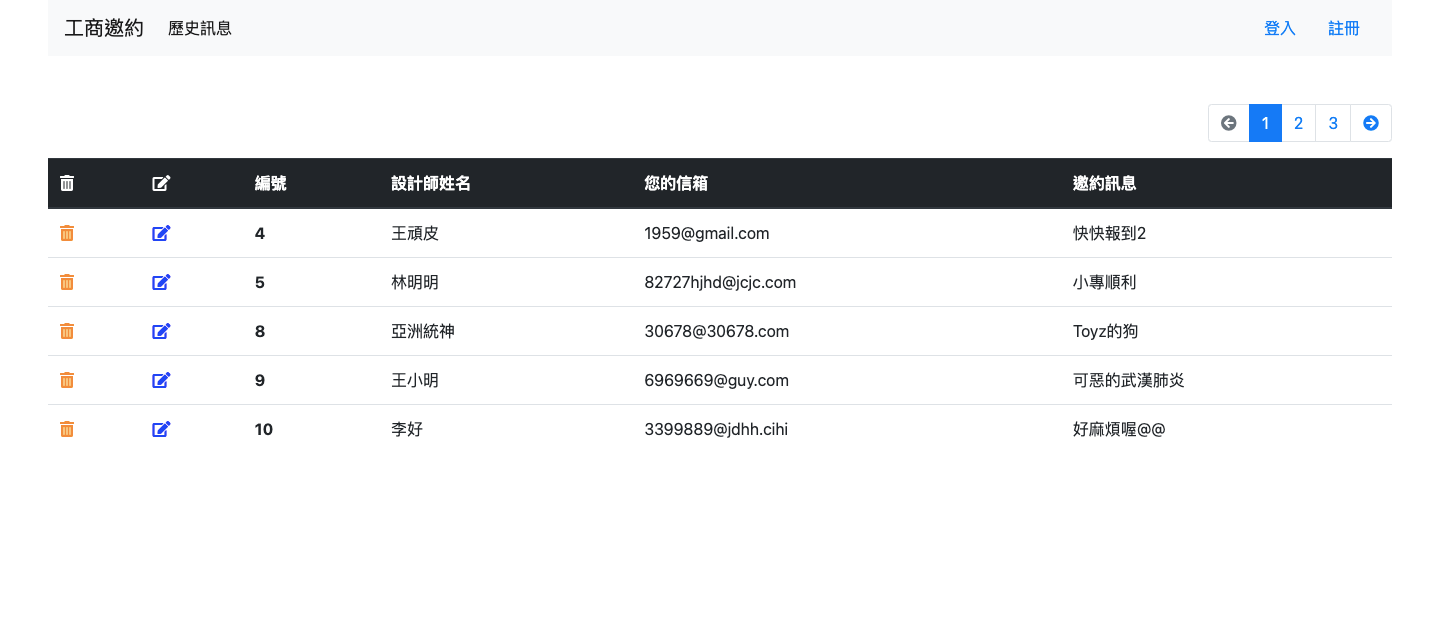 工商邀約 歷史訊息 登入 註冊
1 2 3
編號 設計師姓名 您的信箱 邀約訊息
4 王頑皮 1959@gmail.com 快快報到2
5 林明明 82727hjhd@jcjc.com 小專順利
8 亞洲統神 30678@30678.com Toyz的狗
9 王小明 6969669@guy.com 可惡的武漢肺炎
10 李好 3399889@jdhh.cihi 好麻煩喔@@